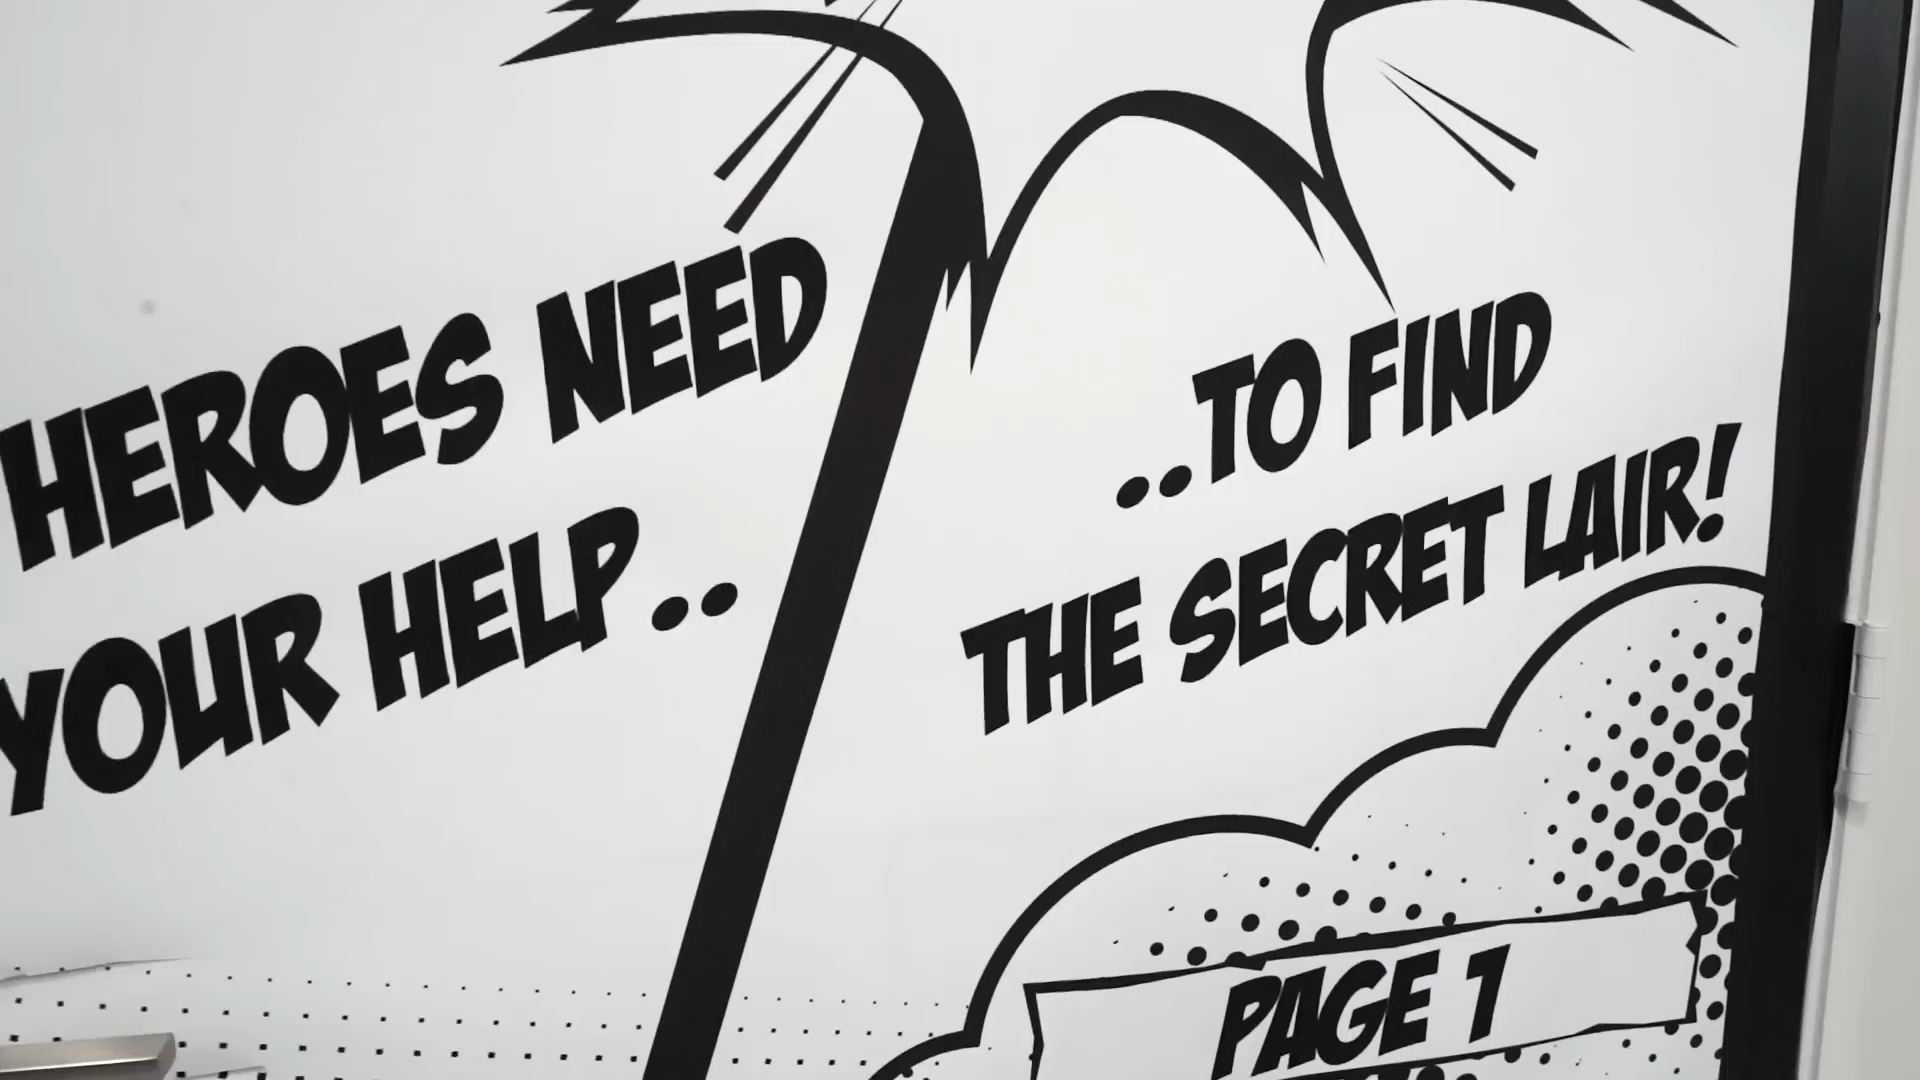 HEROES NEED
YOUR HELP..
..TO FIND
THE SECRET LAIR!
PAGE 1